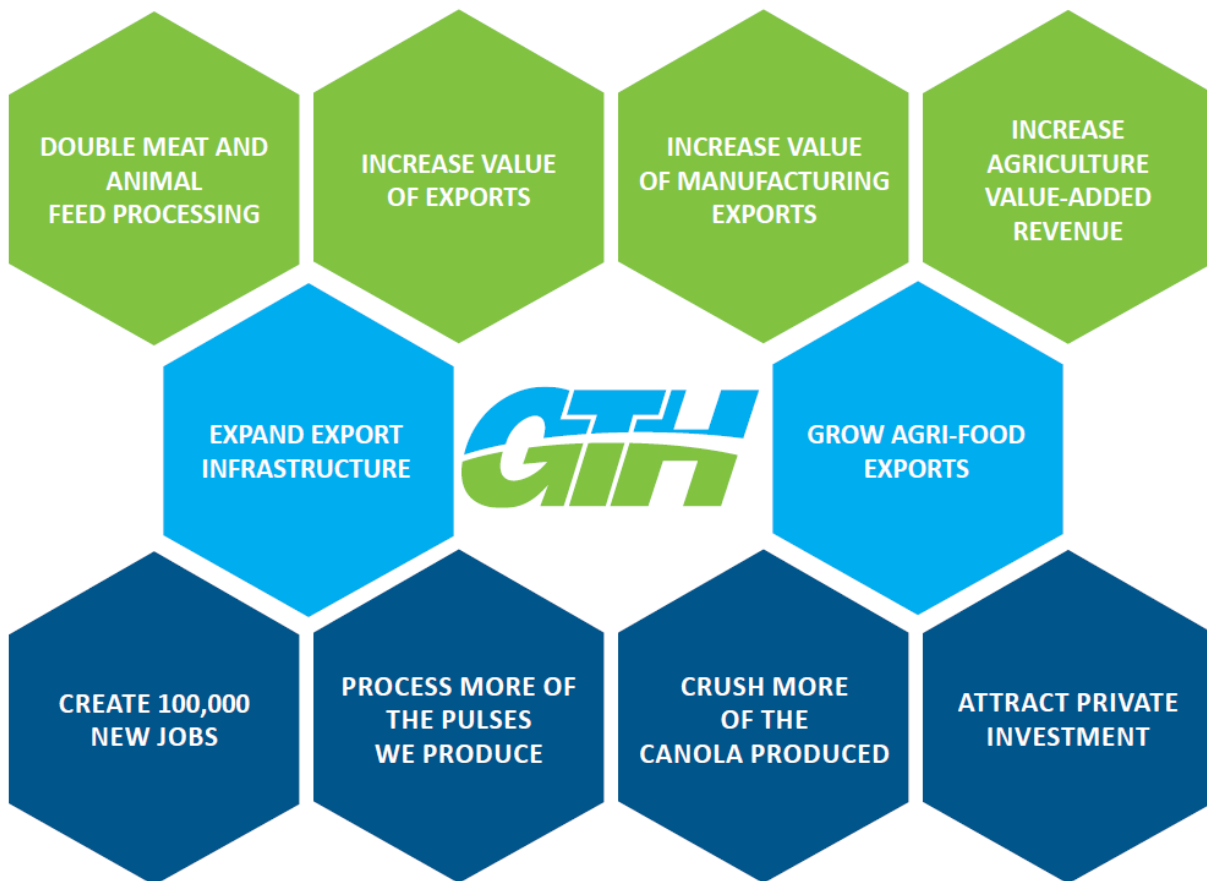 DOUBLE MEAT AND
ANIMAL
FEED PROCESSING
INCREASE VALUE
OF EXPORTS
INCREASE VALUE
OF MANUFACTURING
EXPORTS
INCREASE
AGRICULTURE
VALUE-ADDED
REVENUE
EXPAND EXPORT
INFRASTRUCTURE
GTH
GROW AGRI-FOOD
EXPORTS
CREATE 100,000
NEW JOBS
PROCESS MORE OF
THE PULSES
WE PRODUCE
CRUSH MORE
OF THE
CANOLA PRODUCED
ATTRACT PRIVATE
INVESTMENT